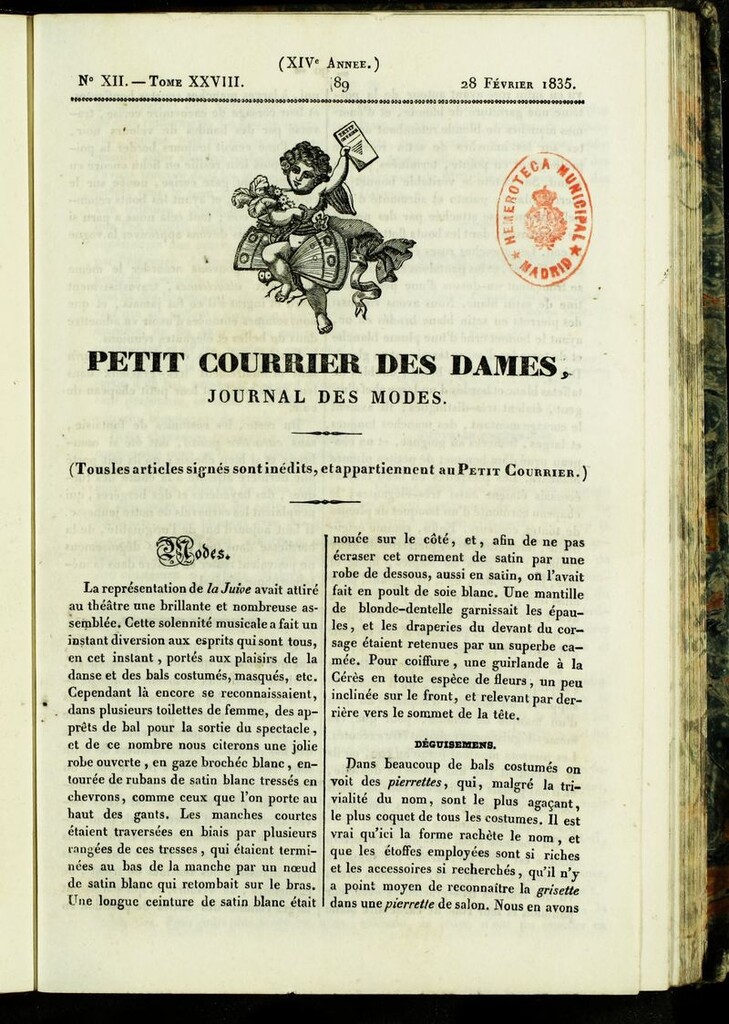 (XIVe Annee.)
No XII. — Tome XXVIII. 89 28 Février 1835.
HEMEROTECA MUNICIPAL
★ MADRID ★
PETIT COURRIER DES DAMES,
JOURNAL DES MODES.
(Tous les articles signés sont inédits, et appartiennent au Petit Courrier.)
Modes.
La représentation de la Juive avait attiré
au théâtre une brillante et nombreuse as-
semblée. Cette solennité musicale a fait un
instant diversion aux esprits qui sont tous,
en cet instant, portés aux plaisirs de la
danse et des bals costumés, masqués, etc.
Cependant là encore se reconnaissaient,
dans plusieurs toilettes de femme, des ap-
prêts de bal pour la sortie du spectacle,
et de ce nombre nous citerons une jolie
robe ouverte, en gaze brochée blanc, en-
tourée de rubans de satin blanc tressés en
chevrons, comme ceux que l'on porte au
haut des gants. Les manches courtes
étaient traversées en biais par plusieurs
rangées de ces tresses, qui étaient termi-
nées au bas de la manche par un nœud
de satin blanc qui retombait sur le bras.
Une longue ceinture de satin blanc était
nouée sur le côté, et, afin de ne pas
écraser cet ornement de satin par une
robe de dessous, aussi en satin, on l'avait
fait en poult de soie blanc. Une mantille
de blonde-dentelle garnissait les épau-
les, et les draperies du devant du cor-
sage étaient retenues par un superbe ca-
mée. Pour coiffure, une guirlande à la
Cérès en toute espèce de fleurs, un peu
inclinée sur le front, et relevant par der-
rière vers le sommet de la tête.
DÉGUISEMENS.
Dans beaucoup de bals costumés on
voit des pierrettes, qui, malgré la tri-
vialité du nom, sont le plus agaçant,
le plus coquet de tous les costumes. Il est
vrai qu'ici la forme rachète le nom, et
que les étoffes employées sont si riches
et les accessoires si recherchés, qu'il n'y
a point moyen de reconnaître la grisette
dans une pierrette de salon. Nous en avons